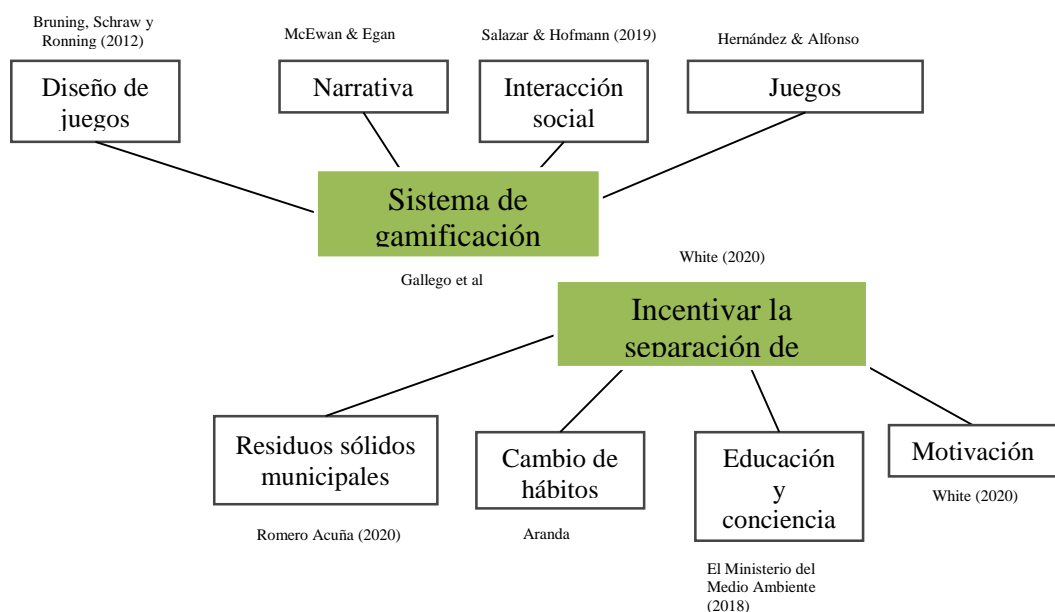 Bruning, Schraw y
Ronning (2012)
McEwan & Egan
Salazar & Hofmann (2019)
Hernández & Alfonso
Diseño de
juegos
Narrativa
Interacción
social
Juegos
Sistema de
gamificación
Gallego et al
White (2020)
Incentivar la
separación de
Residuos sólidos
municipales
Cambio de
hábitos
Educación
y
conciencia
Motivación
Romero Acuña (2020)
Aranda
White (2020)
El Ministerio del
Medio Ambiente
(2018)